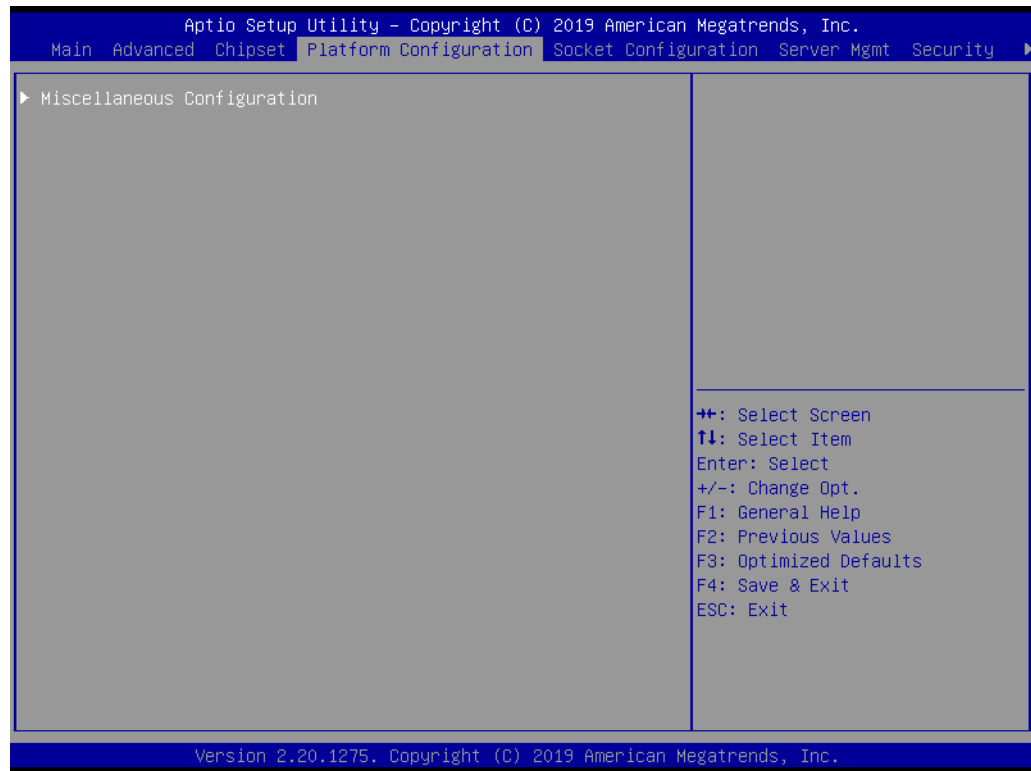 Aptio Setup Utility – Copyright (C) 2019 American Megatrends, Inc.
Main Advanced Chipset Platform Configuration Socket Configuration Server Mgmt Security ▶
▶ Miscellaneous Configuration
→←: Select Screen
↑↓: Select Item
Enter: Select
+/-: Change Opt.
F1: General Help
F2: Previous Values
F3: Optimized Defaults
F4: Save & Exit
ESC: Exit
Version 2.20.1275. Copyright (C) 2019 American Megatrends, Inc.